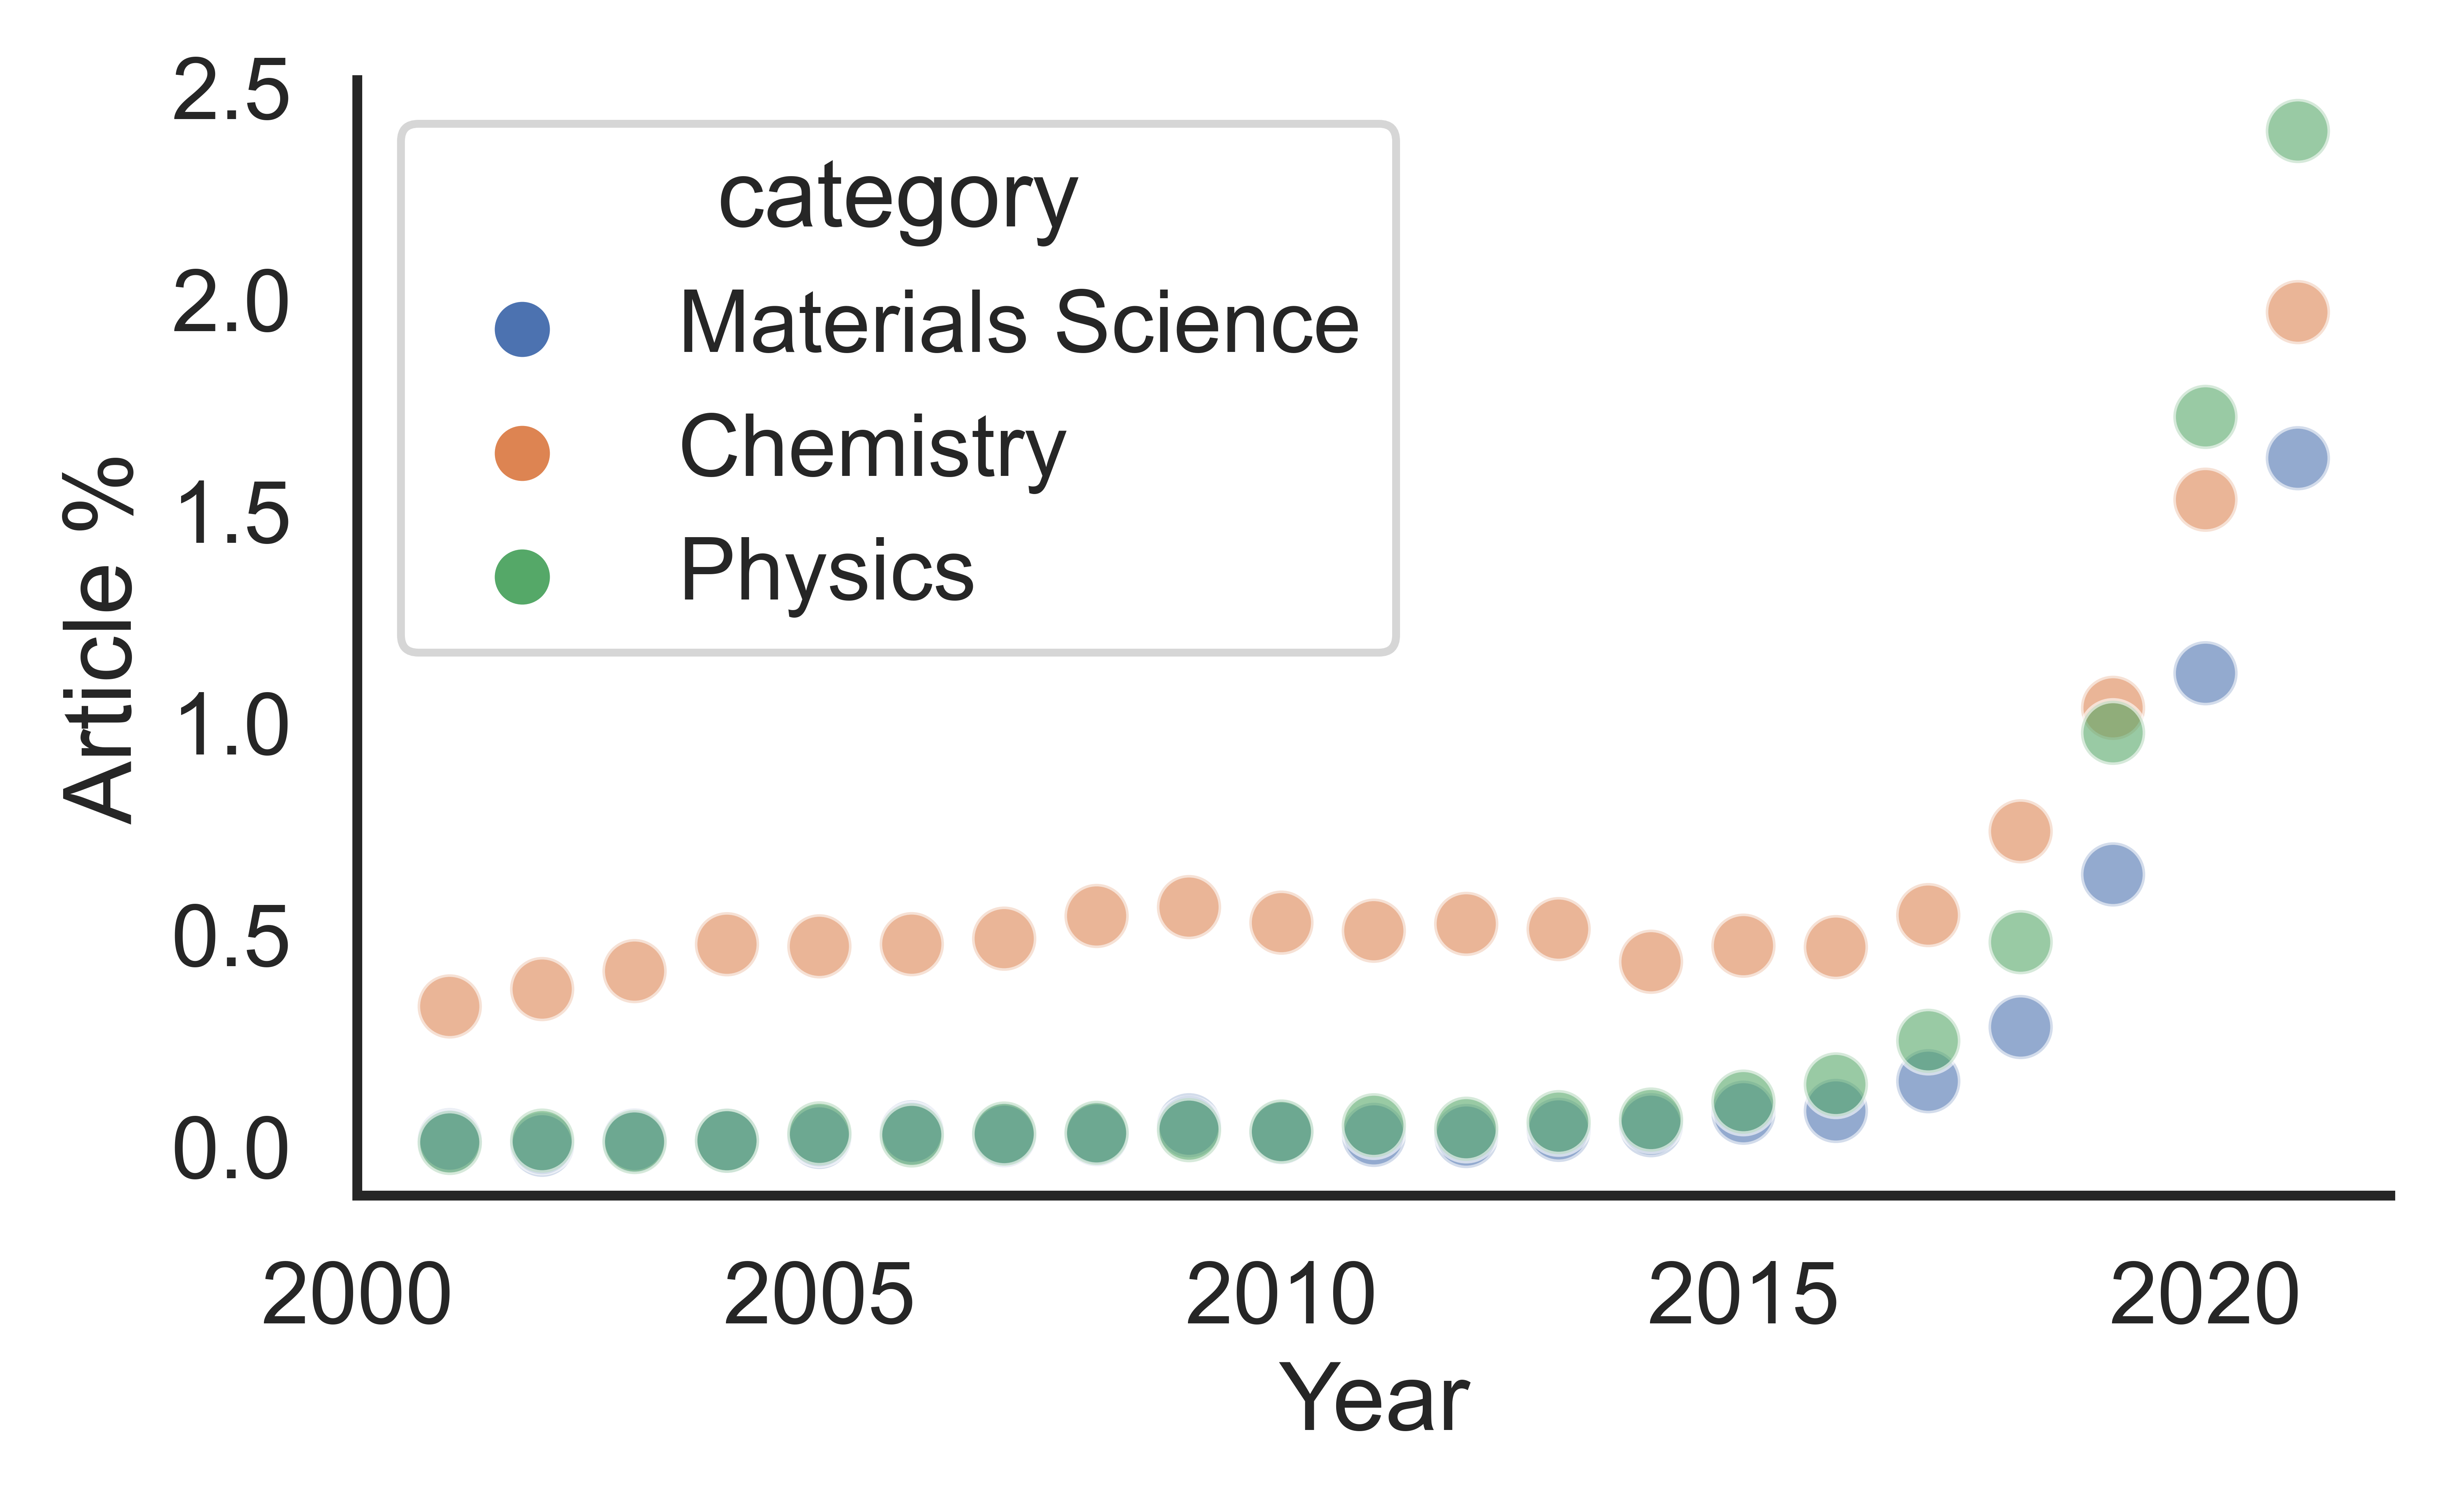 2.5
2.0
1.5
1.0
0.5
0.0
Article %
category
Materials Science
Chemistry
Physics
2000 2005 2010 2015 2020
Year